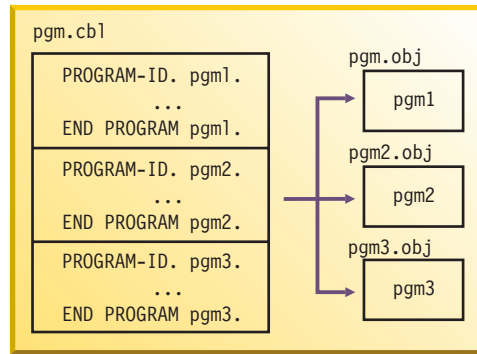 pgm.cbl
PROGRAM-ID. pgm1.
...
END PROGRAM pgm1.
PROGRAM-ID. pgm2.
...
END PROGRAM pgm2.
PROGRAM-ID. pgm3.
...
END PROGRAM pgm3.
pgm.obj
pgm1
pgm2.obj
pgm2
pgm3.obj
pgm3